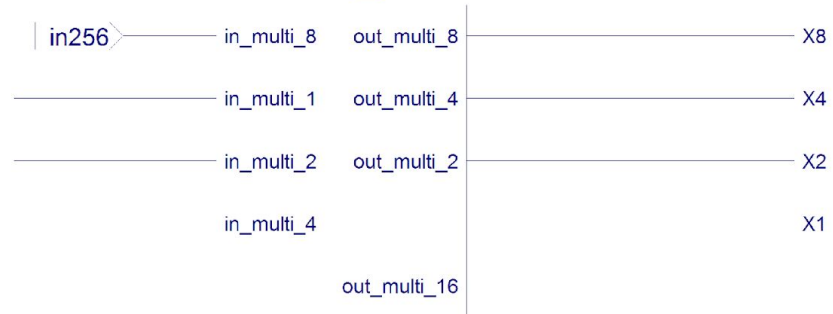 in256 in_multi_8 out_multi_8 X8
in_multi_1 out_multi_4 X4
in_multi_2 out_multi_2 X2
in_multi_4 X1
out_multi_16